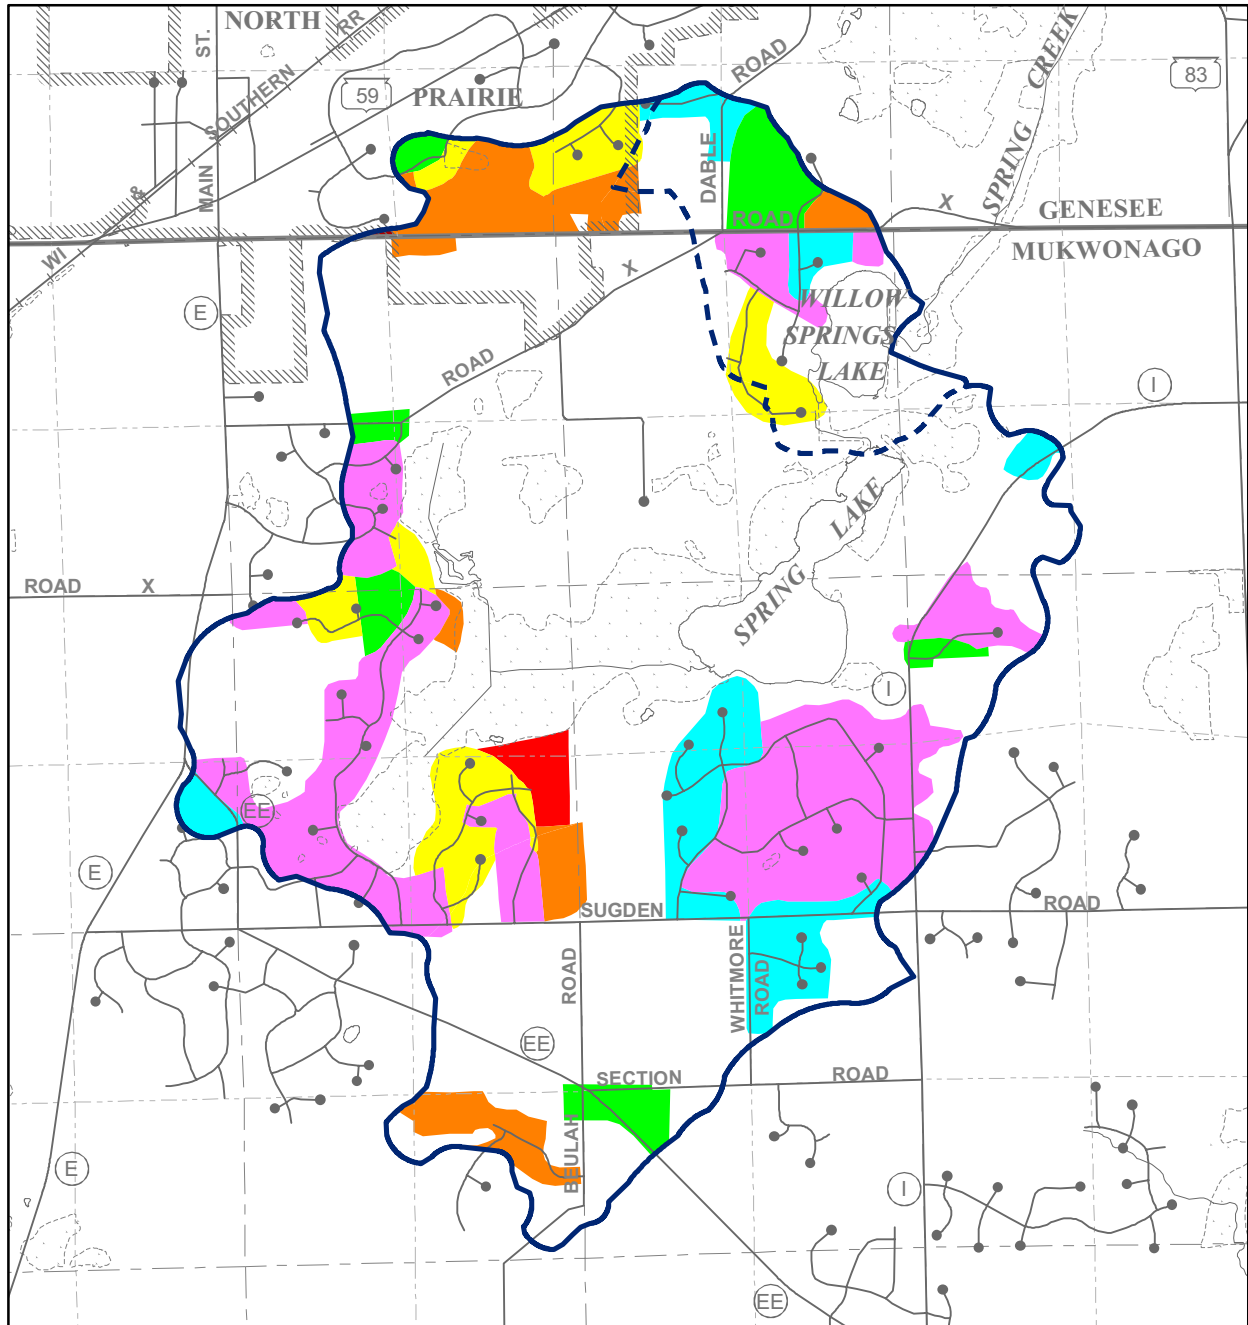 NORTH
RR
ROAD
SPRING CREEK
ST.
SOUTHERN
59
PRAIRIE
83
&
MAIN
DABLE
X
ROAD
GENESEE
MUKWONAGO
WI
X
E
WILLOW
SPRINGS
LAKE
ROAD
I
LAKE
SPRING
ROAD X
I
EE
E
SUGDEN
ROAD
ROAD
WHITMORE
ROAD
EE
SECTION
ROAD
BEULAH
E
I
EE